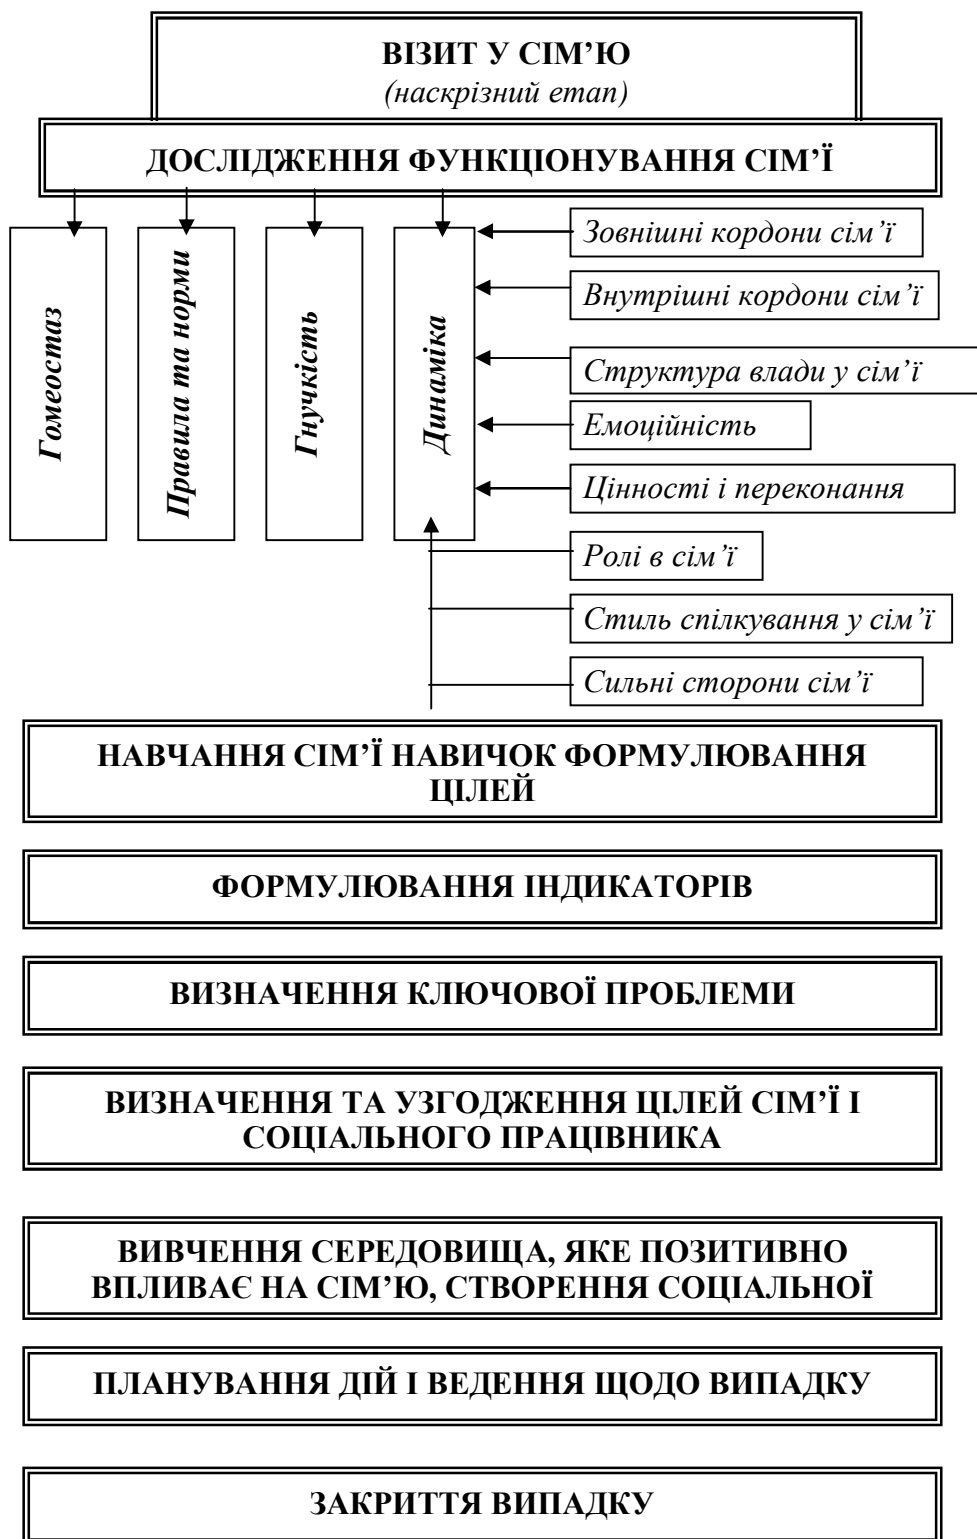 ВІЗИТ У СІМ’Ю
(наскрізний етап)
ДОСЛІДЖЕННЯ ФУНКЦІОНУВАННЯ СІМ’Ї
Гомеостаз
Правила та норми
Гнучкість
Динаміка
Зовнішні кордони сім’ї
Внутрішні кордони сім’ї
Структура влади у сім’ї
Емоційність
Цінності і переконання
Ролі в сім’ї
Стиль спілкування у сім’ї
Сильні сторони сім’ї
НАВЧАННЯ СІМ’Ї НАВИЧОК ФОРМУЛЮВАННЯ
ЦІЛЕЙ
ФОРМУЛЮВАННЯ ІНДИКАТОРІВ
ВИЗНАЧЕННЯ КЛЮЧОВОЇ ПРОБЛЕМИ
ВИЗНАЧЕННЯ ТА УЗГОДЖЕННЯ ЦІЛЕЙ СІМ’Ї І
СОЦІАЛЬНОГО ПРАЦІВНИКА
ВИВЧЕННЯ СЕРЕДОВИЩА, ЯКЕ ПОЗИТИВНО
ВПЛИВАЄ НА СІМ’Ю, СТВОРЕННЯ СОЦІАЛЬНОЇ
ПЛАНУВАННЯ ДІЙ І ВЕДЕННЯ ЩОДО ВИПАДКУ
ЗАКРИТТЯ ВИПАДКУ